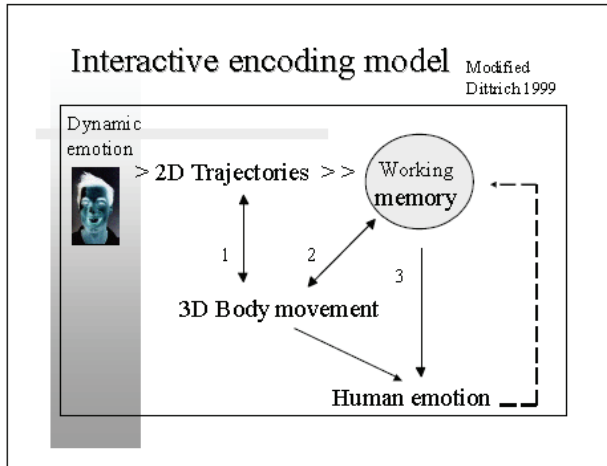 Interactive encoding model
Modified
Dittrich 1999
Dynamic
emotion
> 2D Trajectories > >
Working
memory
1
2
3
3D Body movement
Human emotion